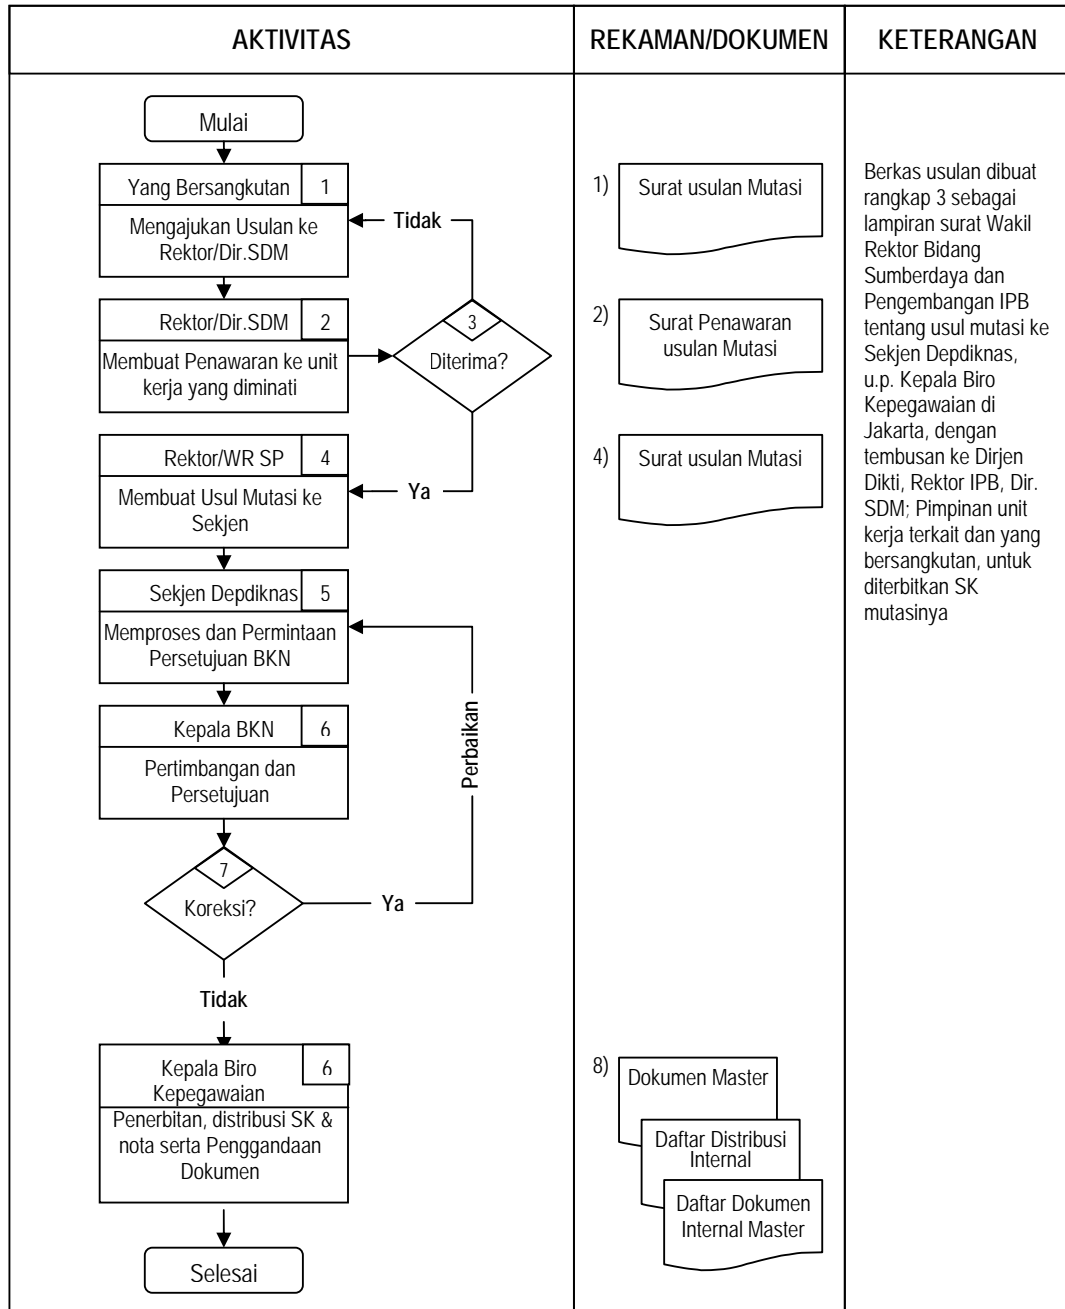 AKTIVITAS
REKAMAN/DOKUMEN
KETERANGAN
Mulai
Yang Bersangkutan
1
Mengajukan Usulan ke
Rektor/Dir.SDM
Tidak
Rektor/Dir.SDM
2
Membuat Penawaran ke unit
kerja yang diminati
3
Diterima?
Rektor/WR SP
4
Membuat Usul Mutasi ke
Sekjen
Ya
Sekjen Depdiknas
5
Memproses dan Permintaan
Persetujuan BKN
Kepala BKN
6
Pertimbangan dan
Persetujuan
Perbaikan
7
Koreksi?
Ya
Tidak
Kepala Biro
Kepegawaian
6
Penerbitan, distribusi SK &
nota serta Penggandaan
Dokumen
Selesai
1)
Surat usulan Mutasi
2)
Surat Penawaran
usulan Mutasi
4)
Surat usulan Mutasi
8)
Dokumen Master
Daftar Distribusi
Internal
Daftar Dokumen
Internal Master
Berkas usulan dibuat
rangkap 3 sebagai
lampiran surat Wakil
Rektor Bidang
Sumberdaya dan
Pengembangan IPB
tentang usul mutasi ke
Sekjen Depdiknas,
u.p. Kepala Biro
Kepegawaian di
Jakarta, dengan
tembusan ke Dirjen
Dikti, Rektor IPB, Dir.
SDM; Pimpinan unit
kerja terkait dan yang
bersangkutan, untuk
diterbitkan SK
mutasinya